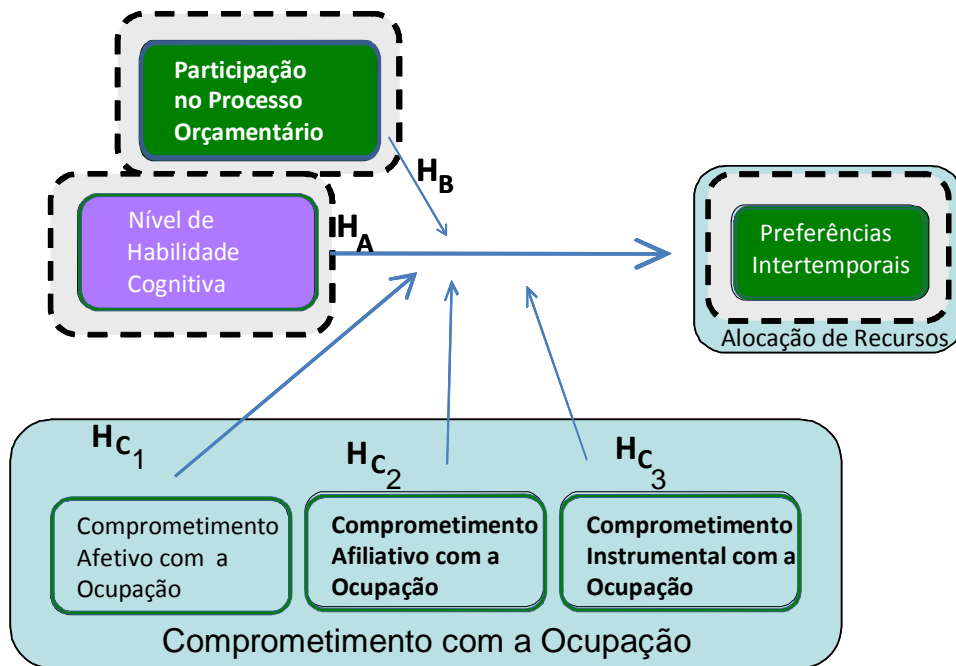 Participação
no Processo
Orçamentário
HB
Nível de
Habilidade
Cognitiva
HA
Preferências
Intertemporais
Alocação de Recursos
HC1
HC2
HC3
Comprometimento
Afetivo com a
Ocupação
Comprometimento
Afiliativo com a
Ocupação
Comprometimento
Instrumental com a
Ocupação
Comprometimento com a Ocupação